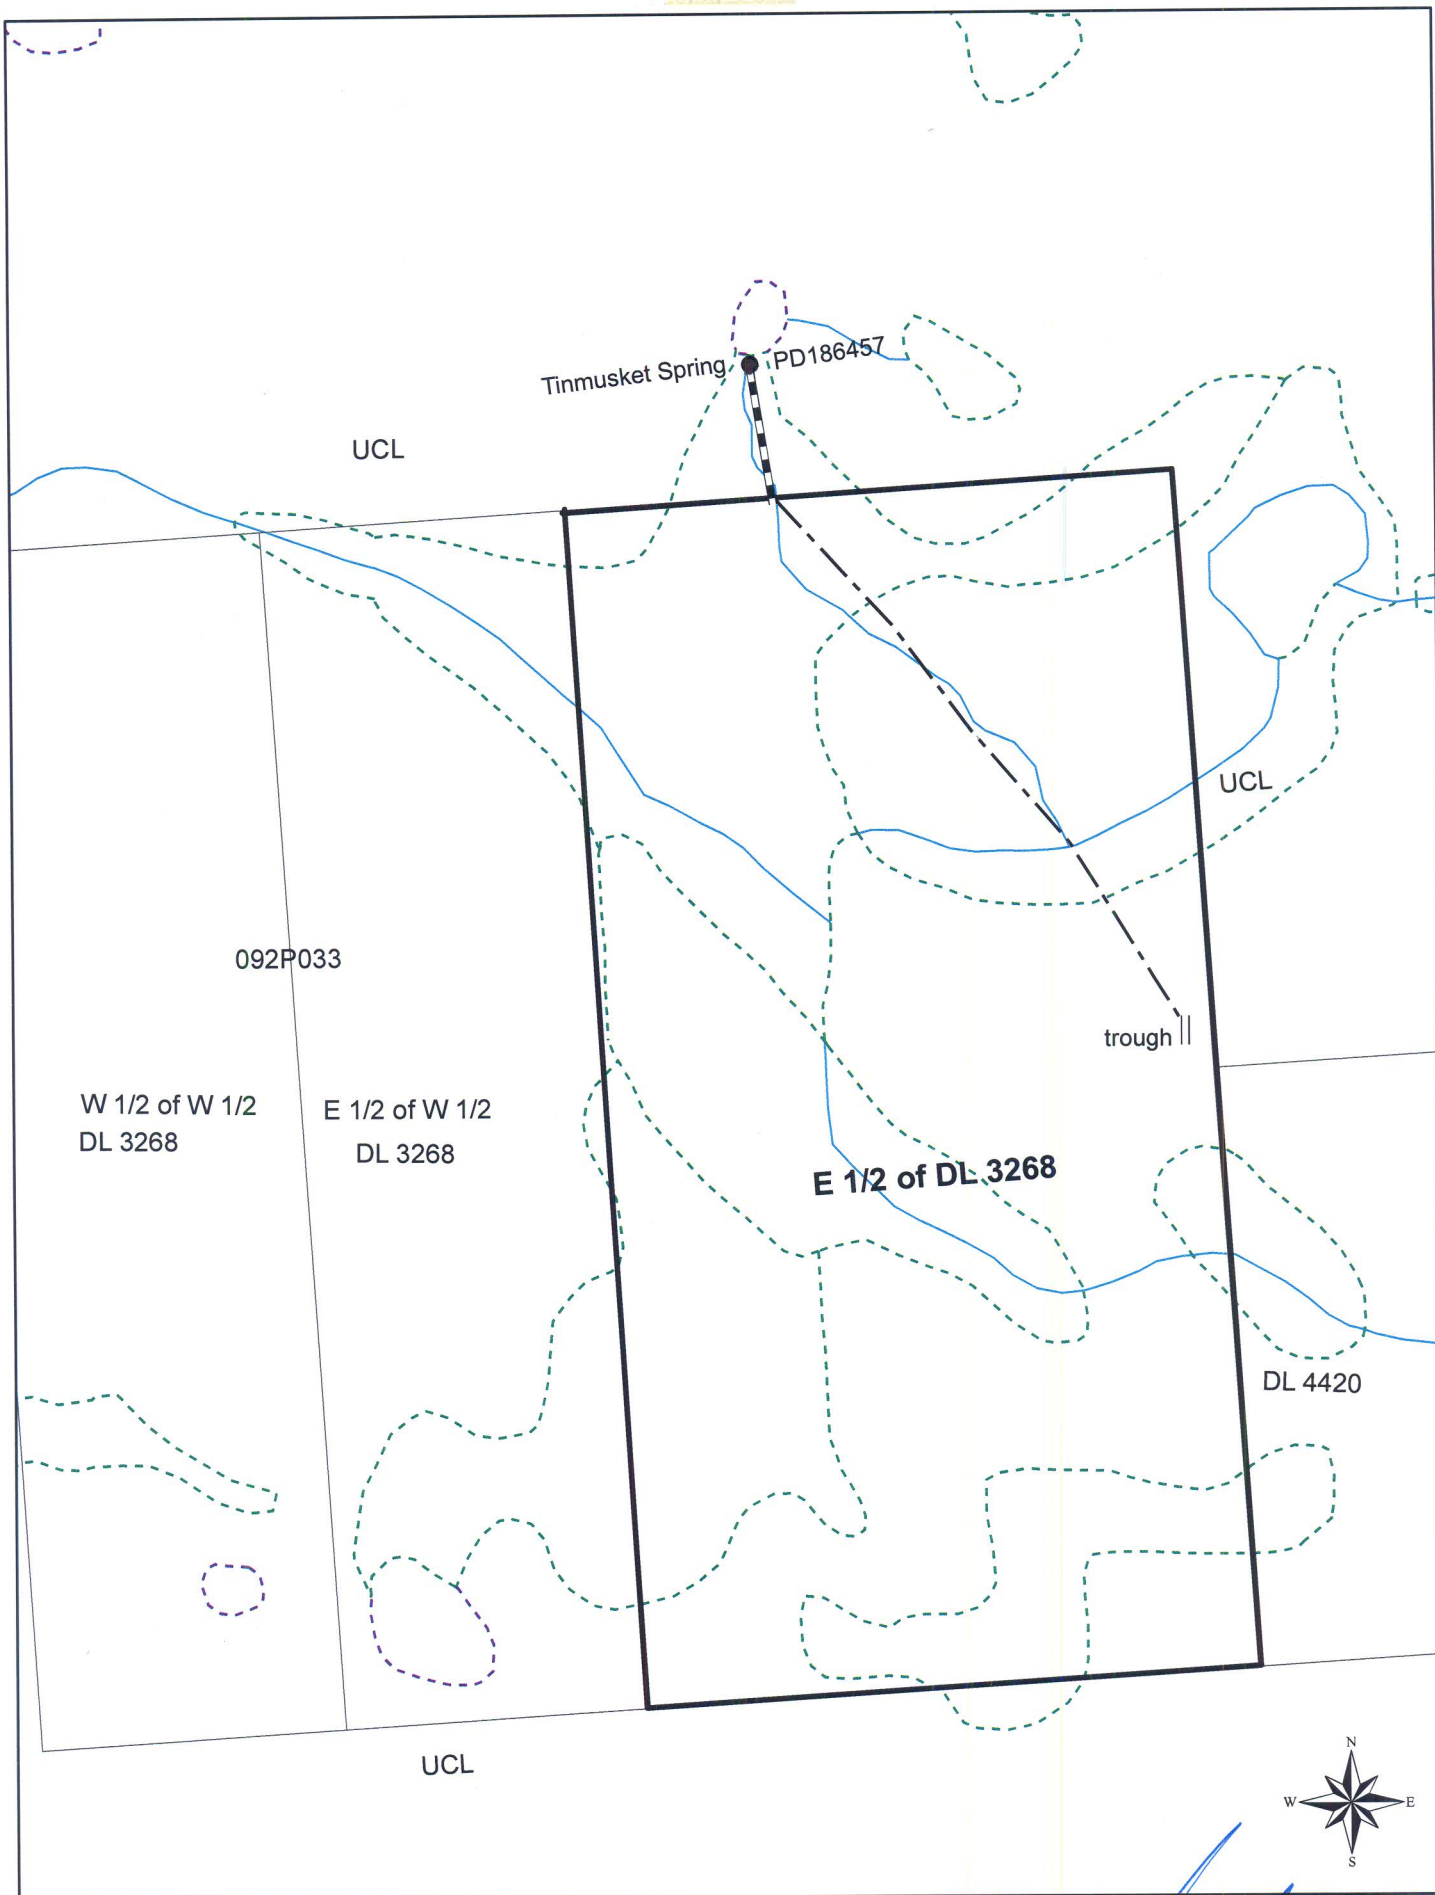 Tinmusket Spring
PD186457
UCL
UCL
092P033
trough
W 1/2 of W 1/2
DL 3268
E 1/2 of W 1/2
DL 3268
E 1/2 of DL 3268
DL 4420
UCL
N
W
E
S